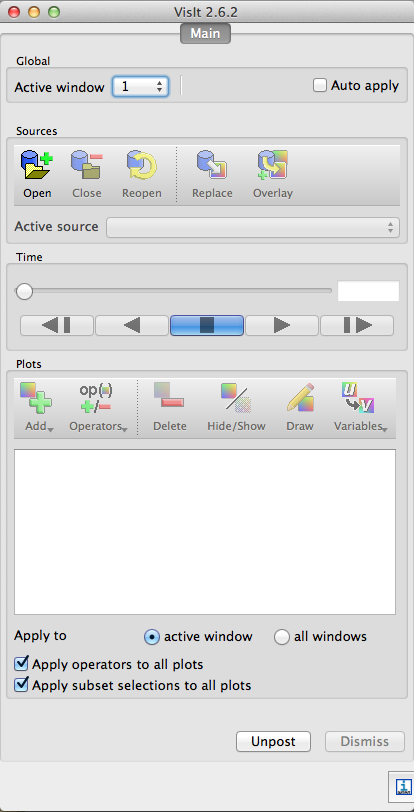 VisIt 2.6.2
Main
Global
Active window 1 Auto apply
Sources
Open Close Reopen Replace Overlay
Active source
Time
Plots
op() +/-
Add Operators Delete Hide/Show Draw Variables
Apply to active window all windows
Apply operators to all plots
Apply subset selections to all plots
Unpost Dismiss